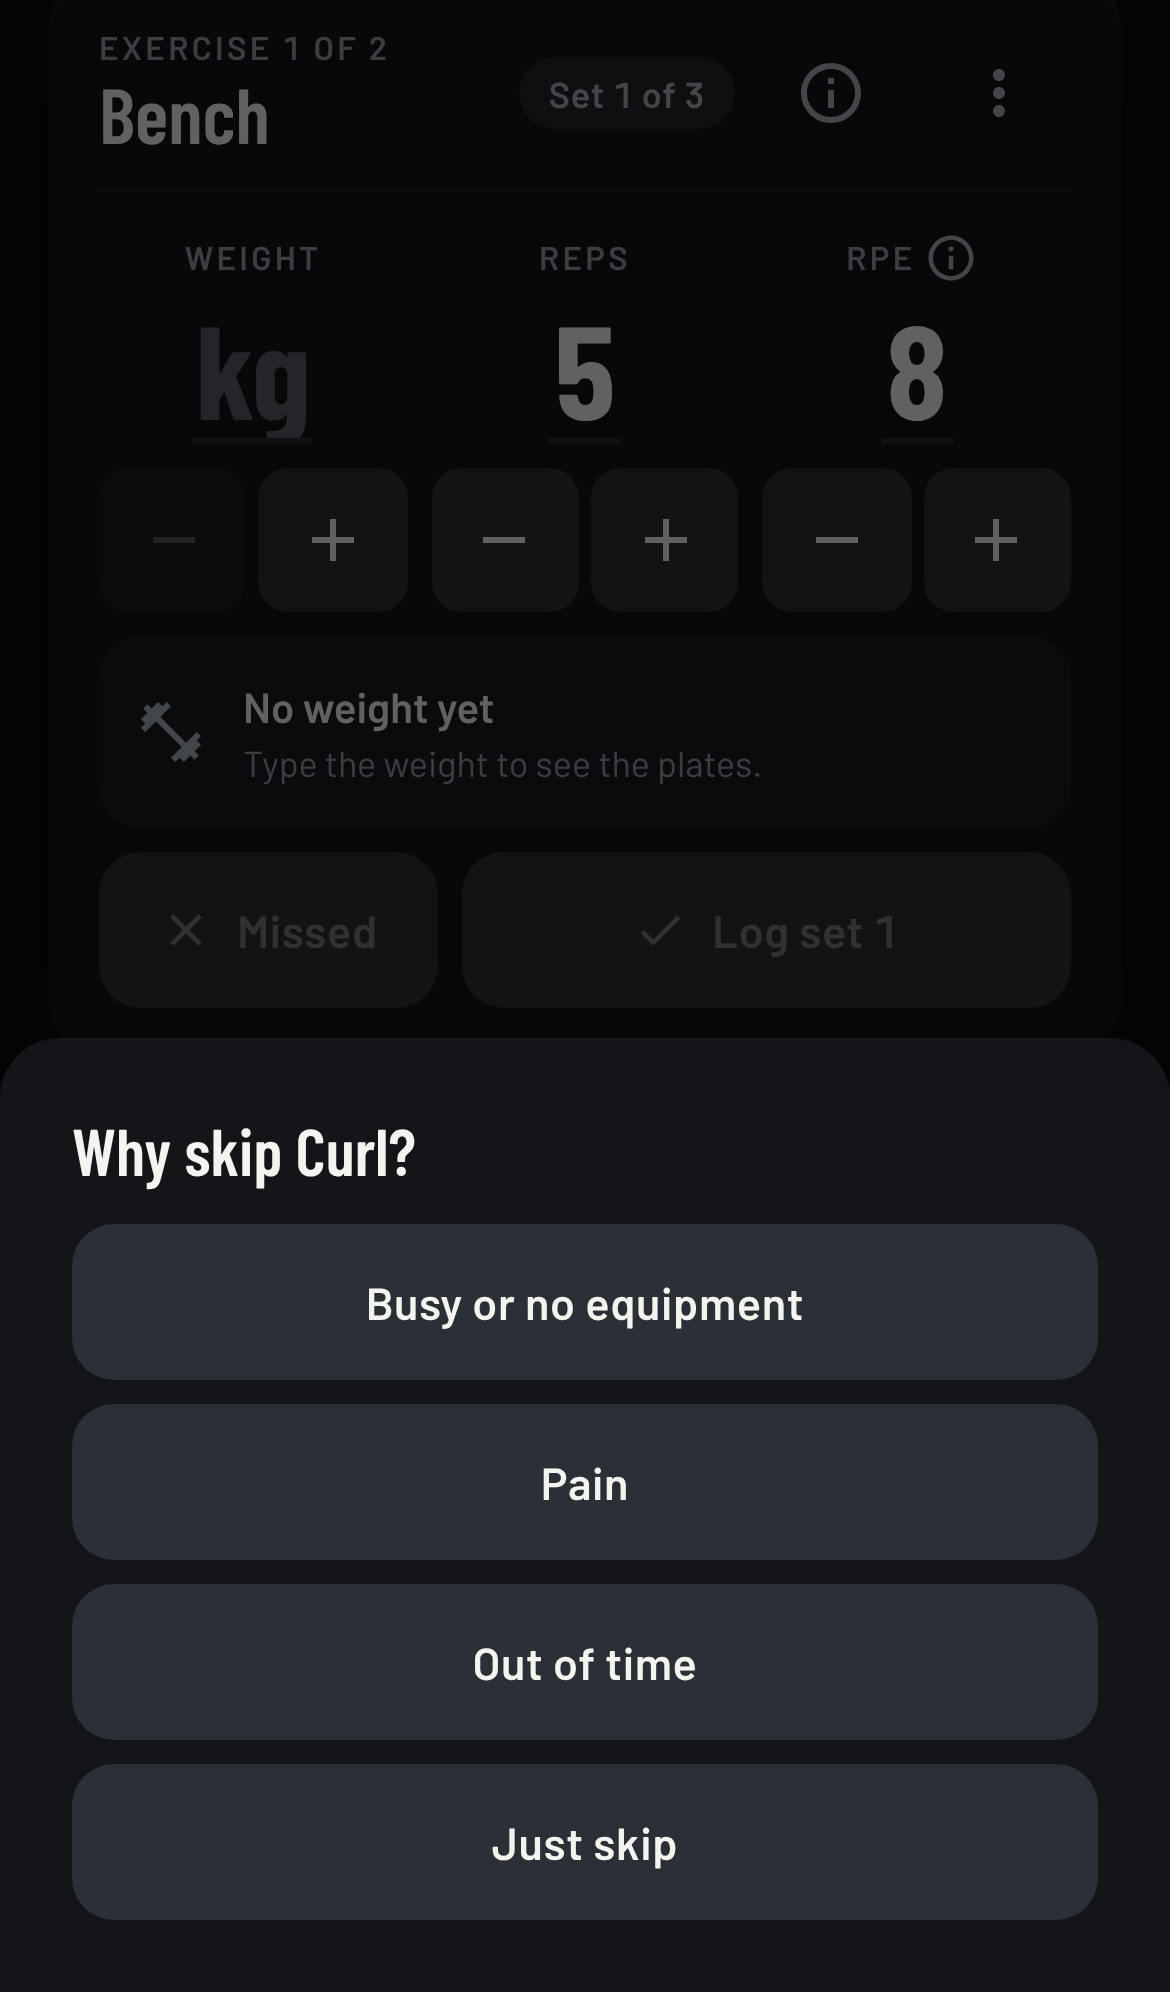 EXERCISE 1 OF 2
Bench
Set 1 of 3
WEIGHT
REPS
RPE
kg
5
8
No weight yet
Type the weight to see the plates.
Missed
Log set 1
Why skip Curl?
Busy or no equipment
Pain
Out of time
Just skip